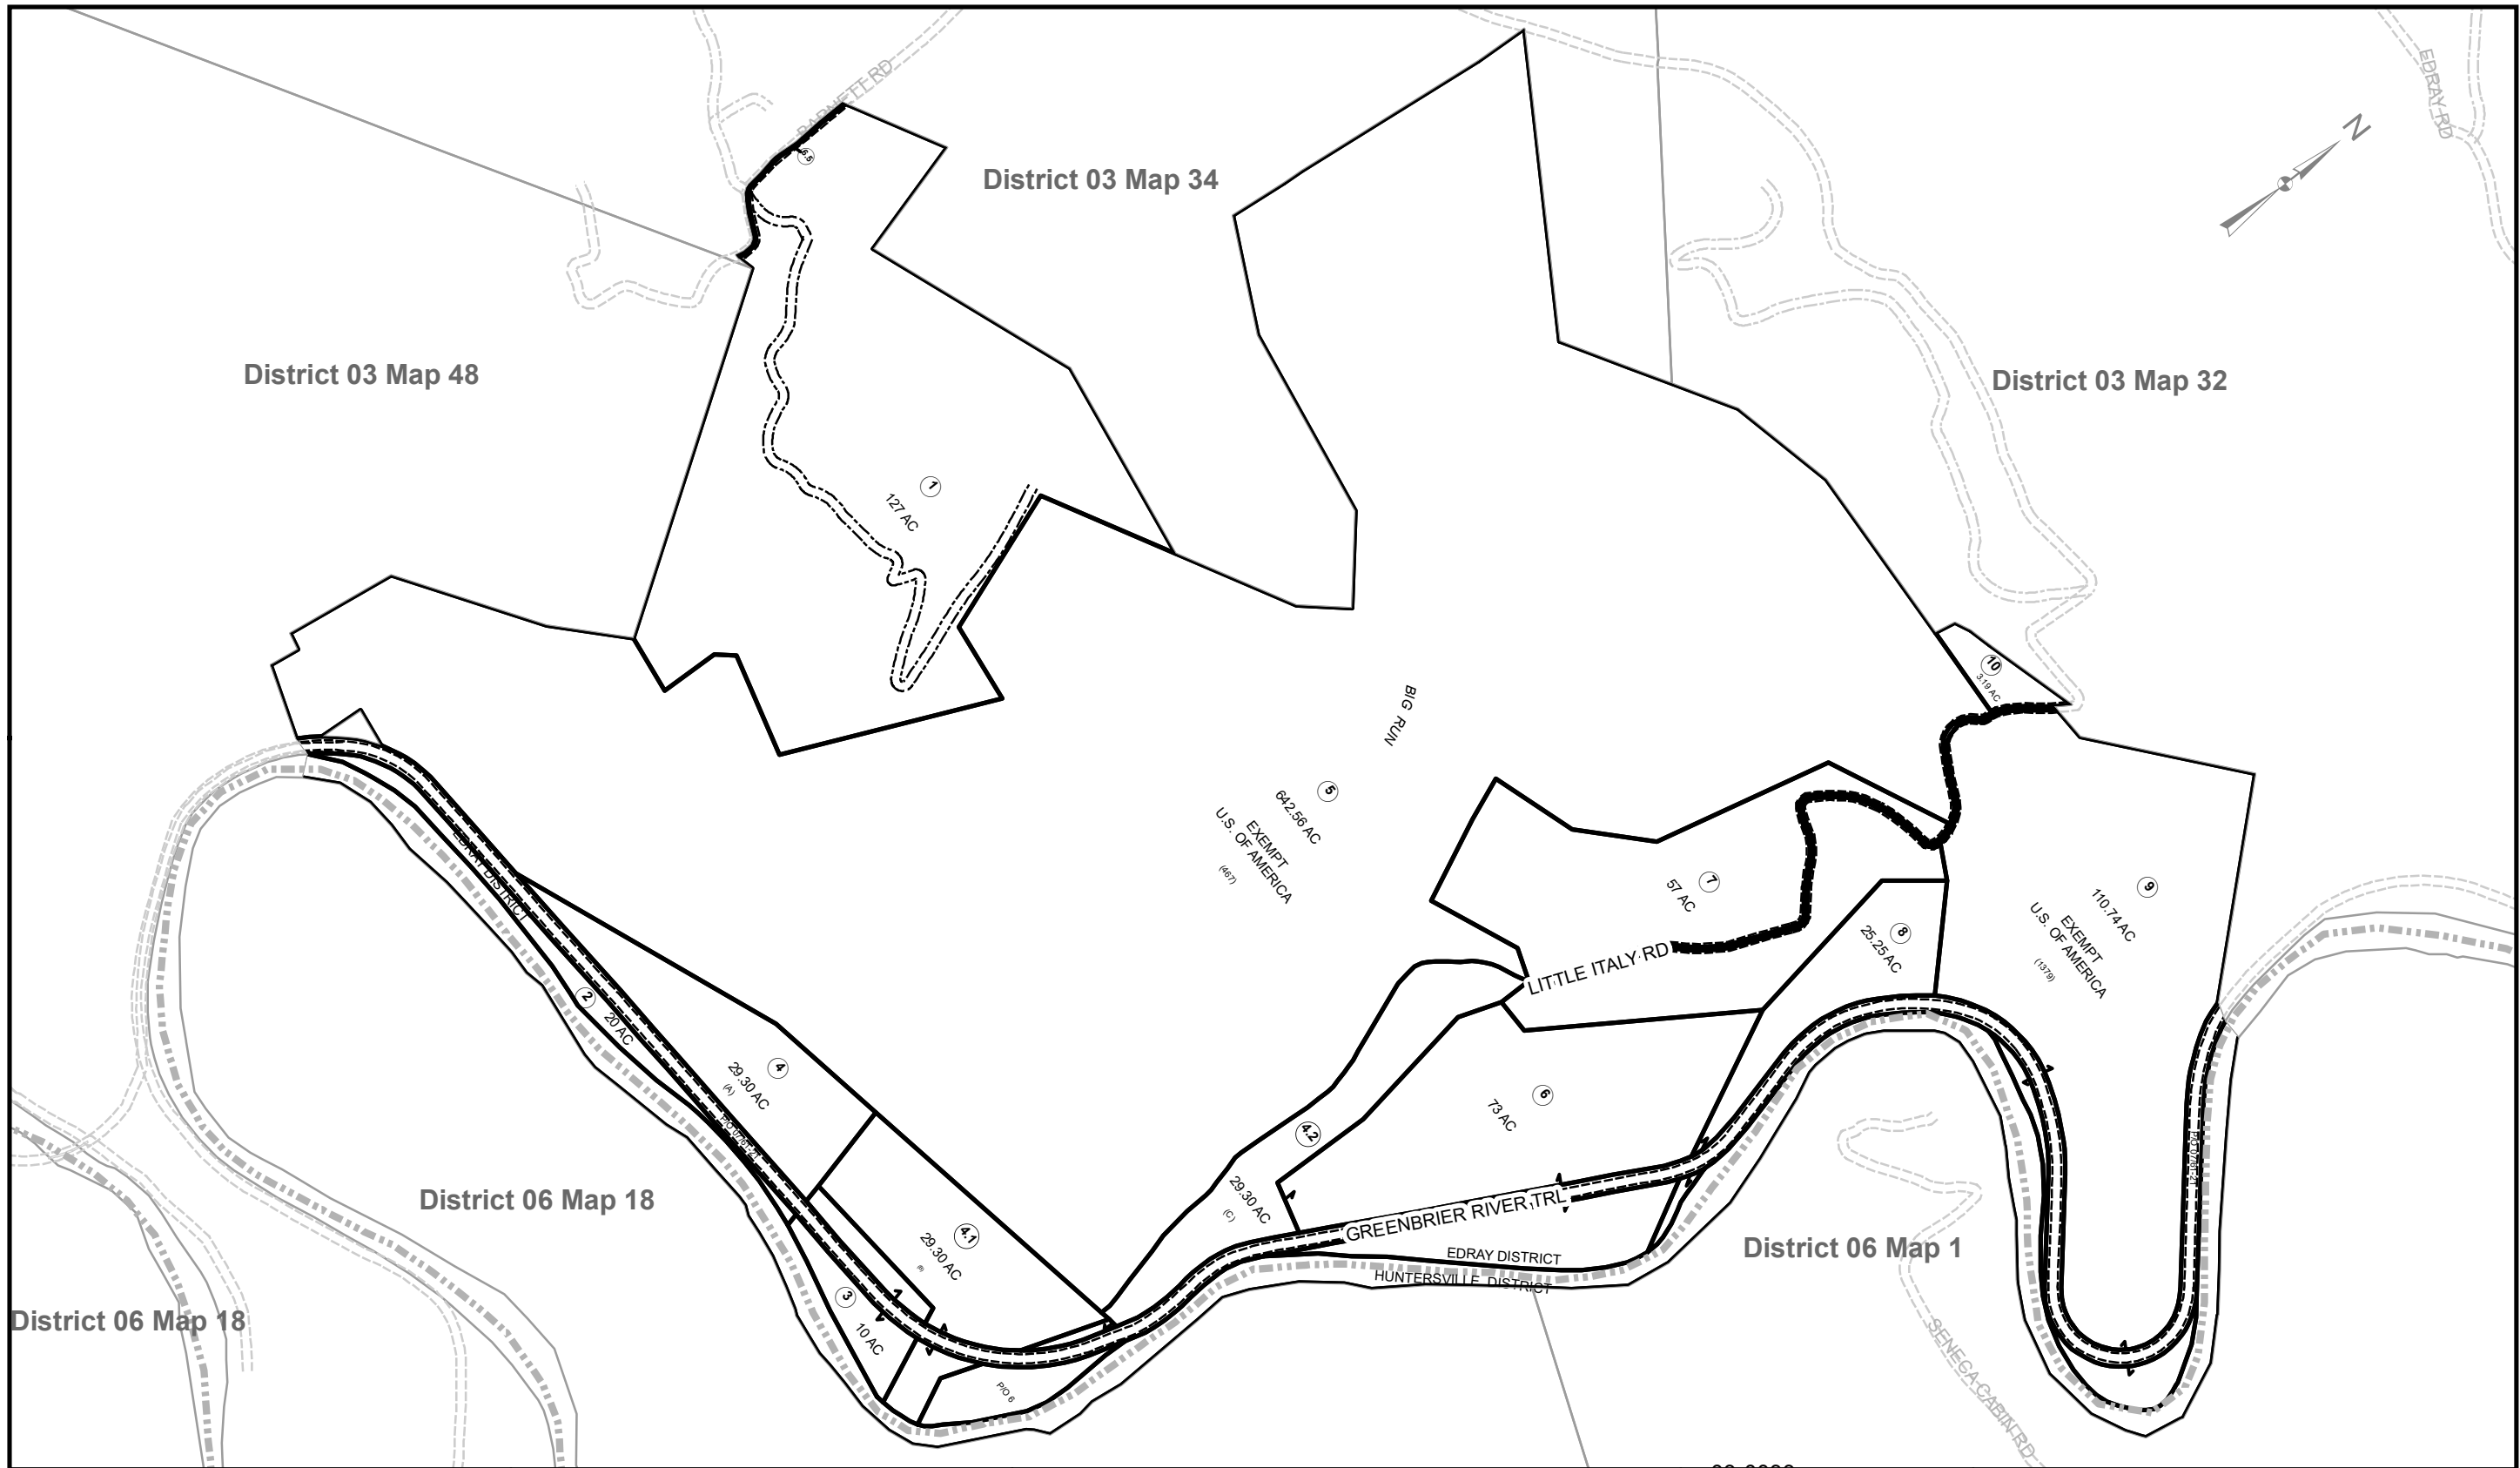 BARNETT RD
EDRAY RD
N
6.5
District 03 Map 34
District 03 Map 48
District 03 Map 32
1
127 AC
10
3.19 AC
BIG RUN
5
642.56 AC
EXEMPT
U.S. OF AMERICA
(467)
7
57 AC
9
110.74 AC
EXEMPT
U.S. OF AMERICA
(1379)
8
25.25 AC
LITTLE ITALY RD
EDRAY DISTRICT
2
20 AC
4
29.30 AC
(A)
6
73 AC
4.2
29.30 AC
(C)
District 06 Map 18
GREENBRIER RIVER TRL
4.1
29.30 AC
(B)
EDRAY DISTRICT
HUNTERSVILLE DISTRICT
District 06 Map 1
3
10 AC
District 06 Map 18
P/O 6
SENECA CABIN RD